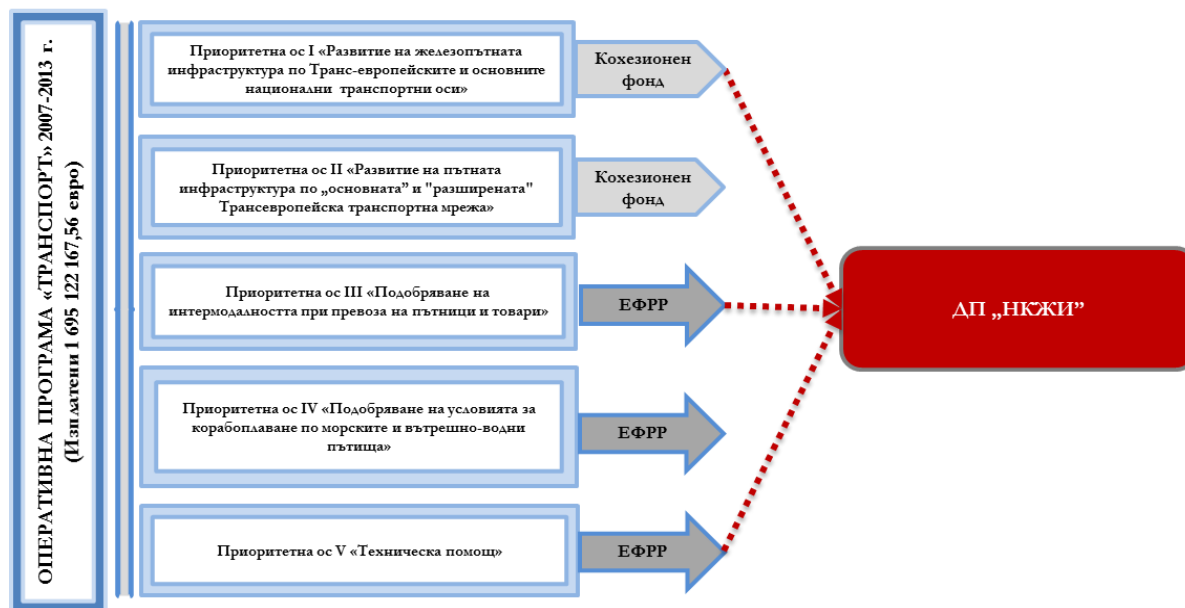 ОПЕРАТИВНА ПРОГРАМА «ТРАНСПОРТ» 2007-2013 г.
(Изплатени 1 695 122 167,56 евро)
Приоритетна ос I «Развитие на железопътната
инфраструктура по Транс-европейските и основните
национални транспортни оси»
Кохезионен
фонд
Приоритетна ос II «Развитие на пътната
инфраструктура по „основната” и "разширената"
Трансевропейска транспортна мрежа»
Кохезионен
фонд
Приоритетна ос III «Подобряване на
интермодалността при превоза на пътници и товари»
ЕФРР
ДП „НКЖИ”
Приоритетна ос IV «Подобряване на условията за
корабоплаване по морските и вътрешно-водни
пътища»
ЕФРР
Приоритетна ос V «Техническа помощ»
ЕФРР